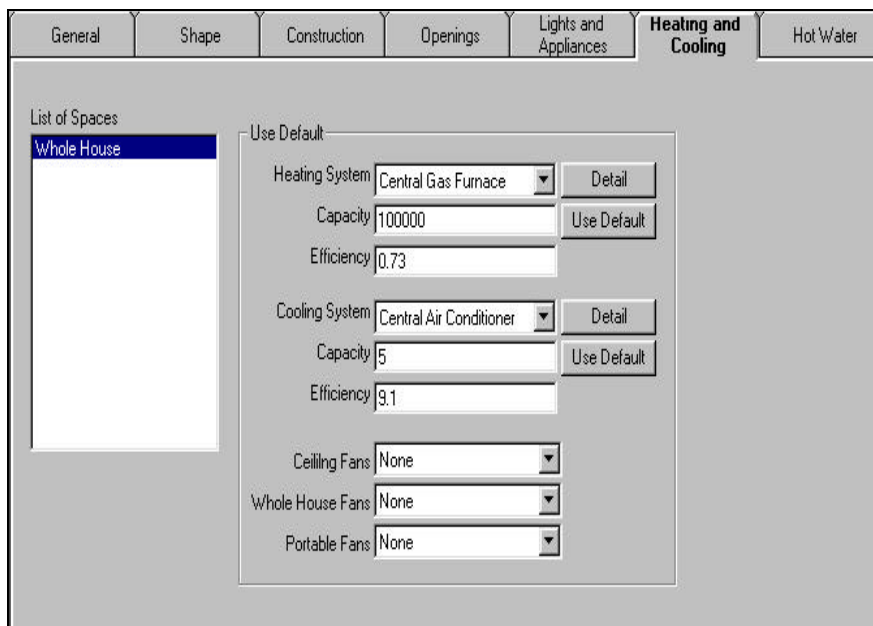 General
Shape
Construction
Openings
Lights and
Appliances
Heating and
Cooling
Hot Water
List of Spaces
Whole House
Use Default
Heating System Central Gas Furnace Detail
Capacity 100000 Use Default
Efficiency 0.73
Cooling System Central Air Conditioner Detail
Capacity 5 Use Default
Efficiency 9.1
Ceiliing Fans None
Whole House Fans None
Portable Fans None